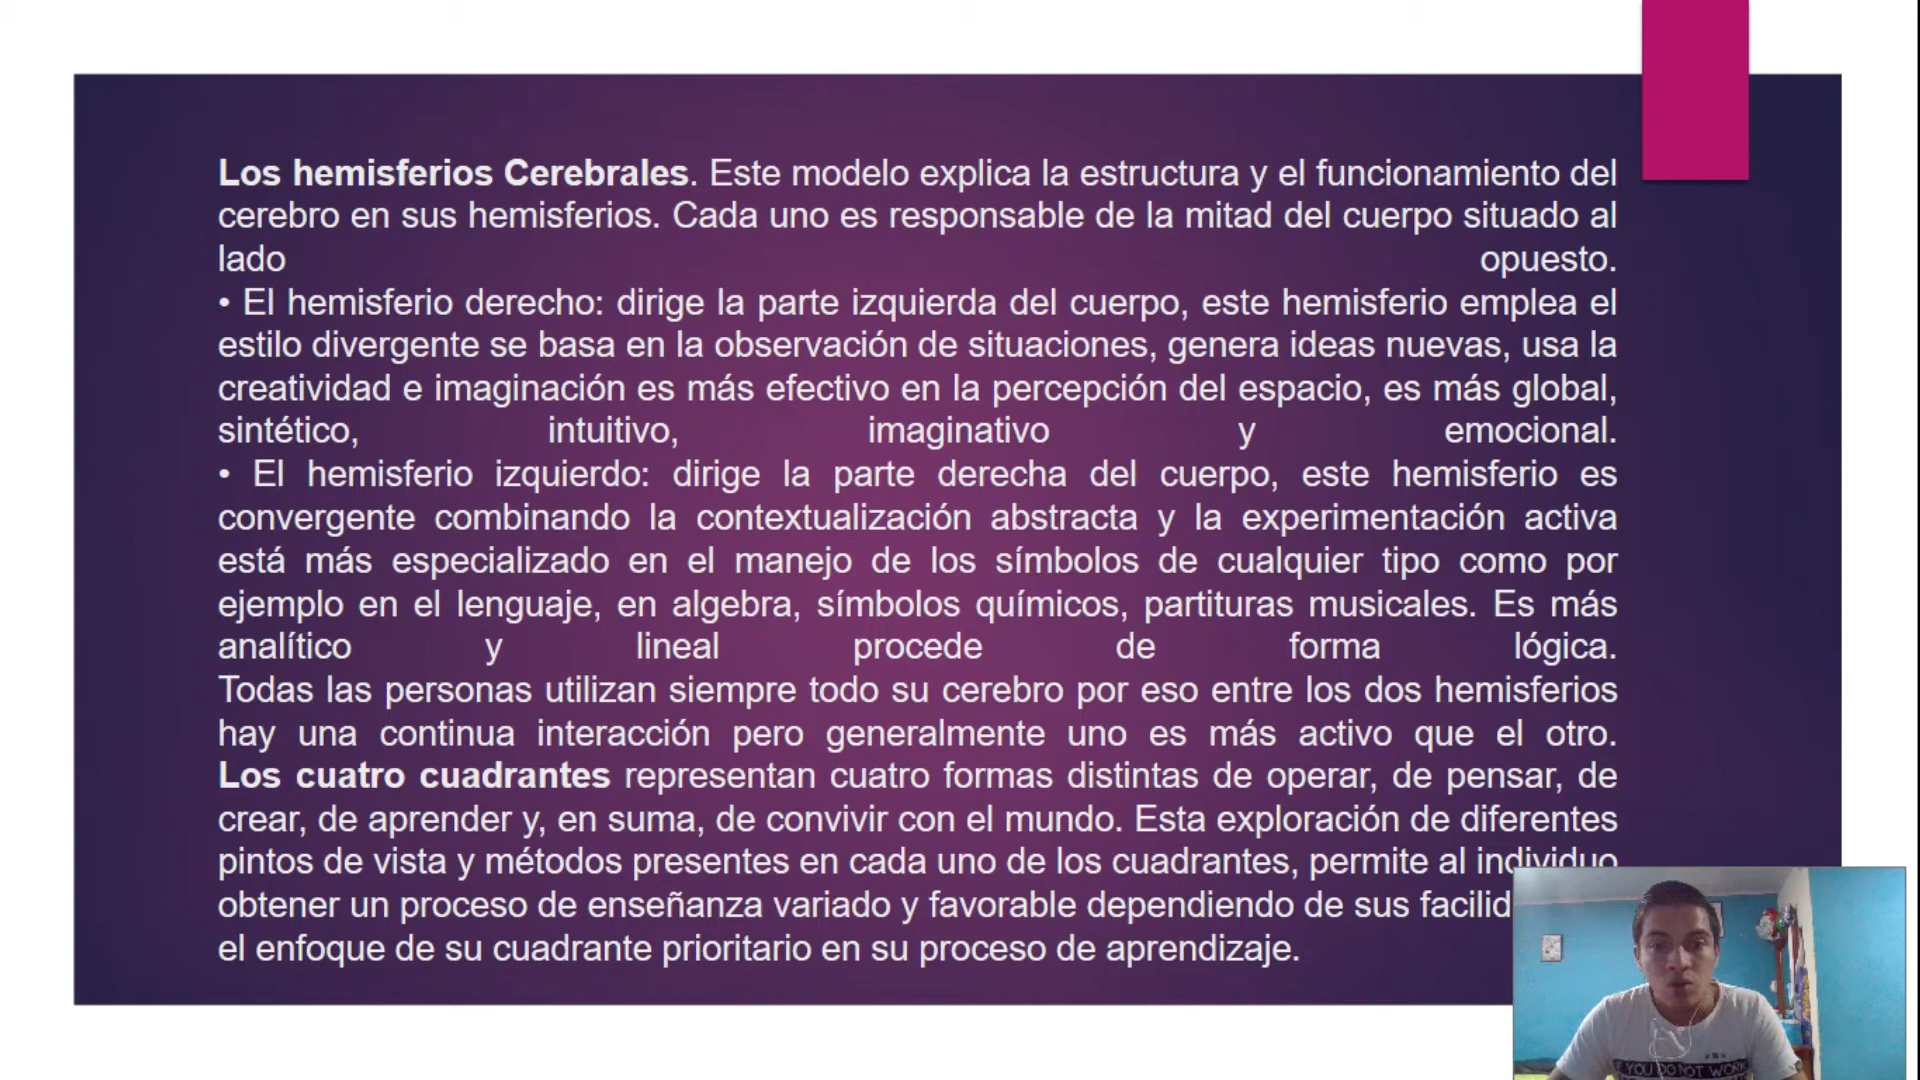 Los hemisferios Cerebrales. Este modelo explica la estructura y el funcionamiento del
cerebro en sus hemisferios. Cada uno es responsable de la mitad del cuerpo situado al
lado opuesto.
• El hemisferio derecho: dirige la parte izquierda del cuerpo, este hemisferio emplea el
estilo divergente se basa en la observación de situaciones, genera ideas nuevas, usa la
creatividad e imaginación es más efectivo en la percepción del espacio, es más global,
sintético, intuitivo, imaginativo y emocional.
• El hemisferio izquierdo: dirige la parte derecha del cuerpo, este hemisferio es
convergente combinando la contextualización abstracta y la experimentación activa
está más especializado en el manejo de los símbolos de cualquier tipo como por
ejemplo en el lenguaje, en algebra, símbolos químicos, partituras musicales. Es más
analítico y lineal procede de forma lógica.
Todas las personas utilizan siempre todo su cerebro por eso entre los dos hemisferios
hay una continua interacción pero generalmente uno es más activo que el otro.
Los cuatro cuadrantes representan cuatro formas distintas de operar, de pensar, de
crear, de aprender y, en suma, de convivir con el mundo. Esta exploración de diferentes
pintos de vista y métodos presentes en cada uno de los cuadrantes, permite al individuo
obtener un proceso de enseñanza variado y favorable dependiendo de sus facilid
el enfoque de su cuadrante prioritario en su proceso de aprendizaje.
YOU DO NOT WORK